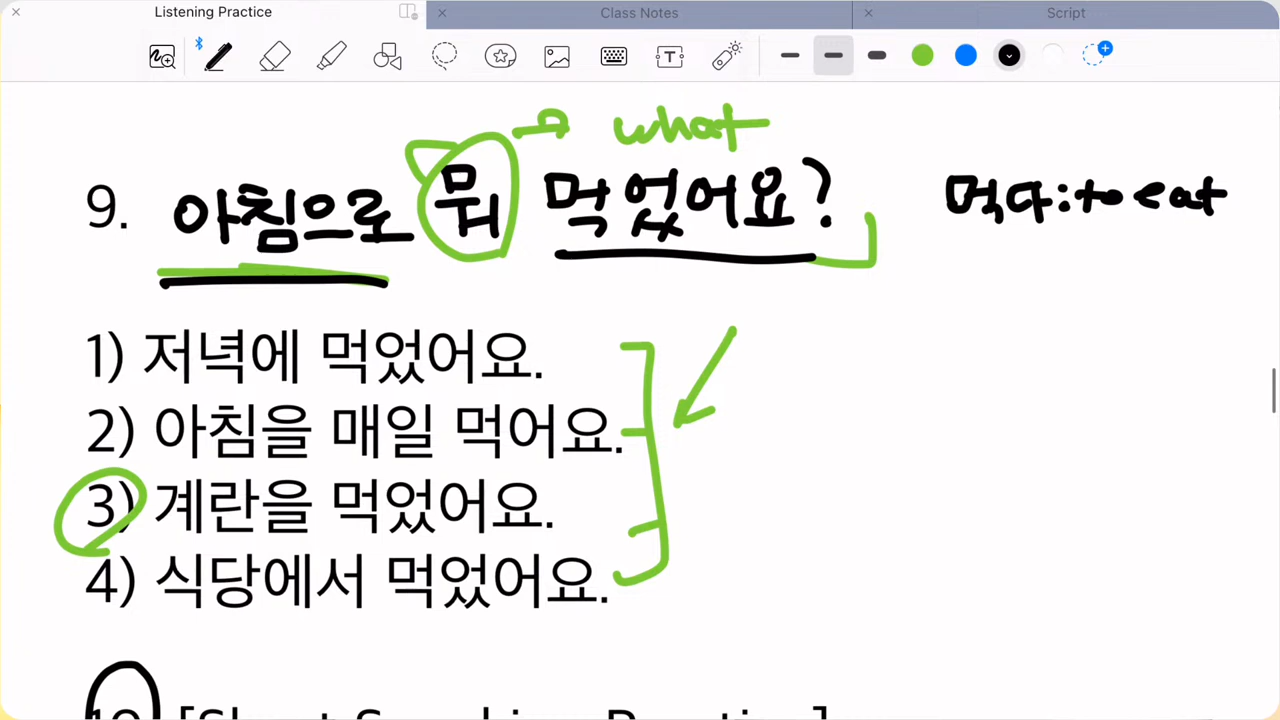 Listening Practice
Class Notes
Script
what
9. 아침으로 뭐 먹었어요?
먹다: to eat
1) 저녁에 먹었어요.
2) 아침을 매일 먹어요.
3) 계란을 먹었어요.
4) 식당에서 먹었어요.